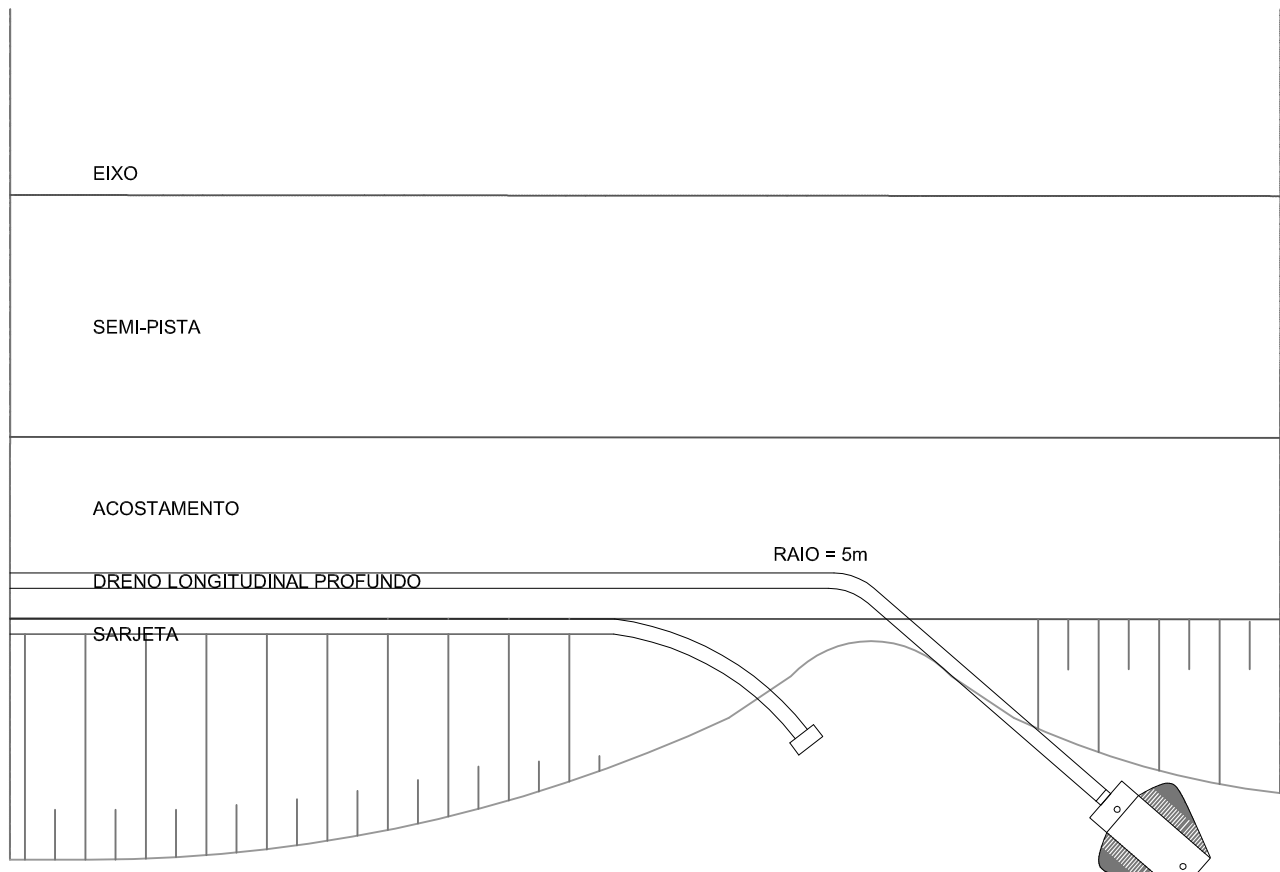 EIXO
SEMI-PISTA
ACOSTAMENTO
RAIO = 5m
DRENO LONGITUDINAL PROFUNDO
SARJETA